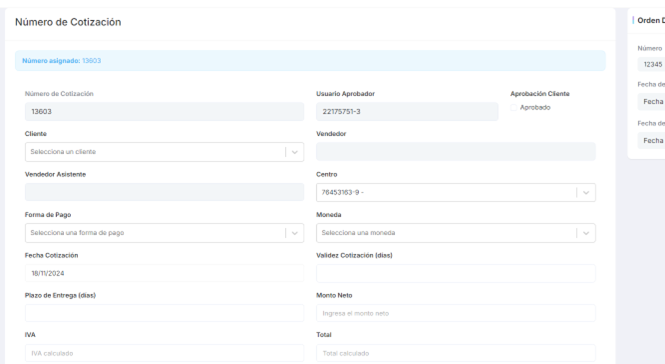 Número de Cotización
Número asignado: 13603
Número de Cotización
Usuario Aprobador
Aprobación Cliente
13603
22175751-3
Aprobado
Cliente
Vendedor
Selecciona un cliente
Vendedor Asistente
Centro
76453163-9 -
Forma de Pago
Moneda
Selecciona una forma de pago
Selecciona una moneda
Fecha Cotización
Validez Cotización (días)
18/11/2024
Plazo de Entrega (días)
Monto Neto
Ingresa el monto neto
IVA
Total
IVA calculado
Total calculado
Orden D
Número
12345
Fecha de
Fecha
Fecha de
Fecha